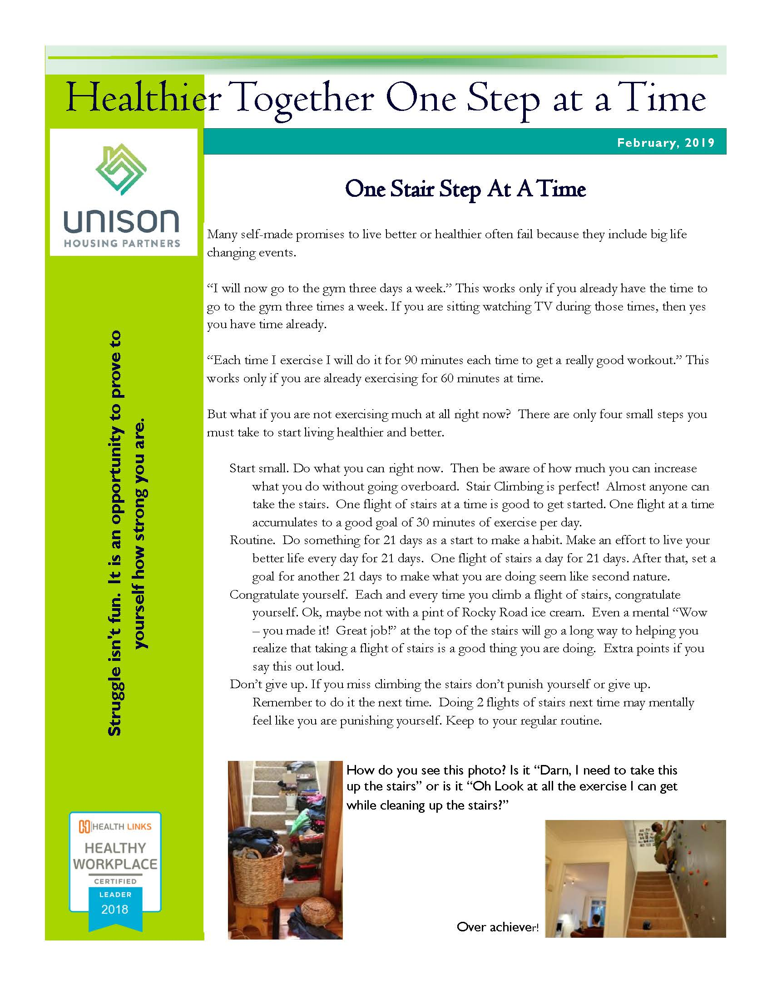 Healthier Together One Step at a Time
February, 2019
unison
HOUSING PARTNERS
One Stair Step At A Time
Many self-made promises to live better or healthier often fail because they include big life
changing events.
“I will now go to the gym three days a week.” This works only if you already have the time to
go to the gym three times a week. If you are sitting watching TV during those times, then yes
you have time already.
“Each time I exercise I will do it for 90 minutes each time to get a really good workout.” This
works only if you are already exercising for 60 minutes at time.
But what if you are not exercising much at all right now?  There are only four small steps you
must take to start living healthier and better.
Start small. Do what you can right now.  Then be aware of how much you can increase
what you do without going overboard.  Stair Climbing is perfect!  Almost anyone can
take the stairs.  One flight of stairs at a time is good to get started. One flight at a time
accumulates to a good goal of 30 minutes of exercise per day.
Routine.  Do something for 21 days as a start to make a habit. Make an effort to live your
better life every day for 21 days.  One flight of stairs a day for 21 days. After that, set a
goal for another 21 days to make what you are doing seem like second nature.
Congratulate yourself.  Each and every time you climb a flight of stairs, congratulate
yourself. Ok, maybe not with a pint of Rocky Road ice cream.  Even a mental “Wow
– you made it!  Great job!” at the top of the stairs will go a long way to helping you
realize that taking a flight of stairs is a good thing you are doing.  Extra points if you
say this out loud.
Don’t give up. If you miss climbing the stairs don’t punish yourself or give up.
Remember to do it the next time.  Doing 2 flights of stairs next time may mentally
feel like you are punishing yourself. Keep to your regular routine.
Struggle isn't fun.  It is an opportunity to prove to
yourself how strong you are.
How do you see this photo? Is it “Darn, I need to take this
up the stairs” or is it “Oh Look at all the exercise I can get
while cleaning up the stairs?”
Over achiever!
HEALTH LINKS
HEALTHY
WORKPLACE
CERTIFIED
LEADER
2018